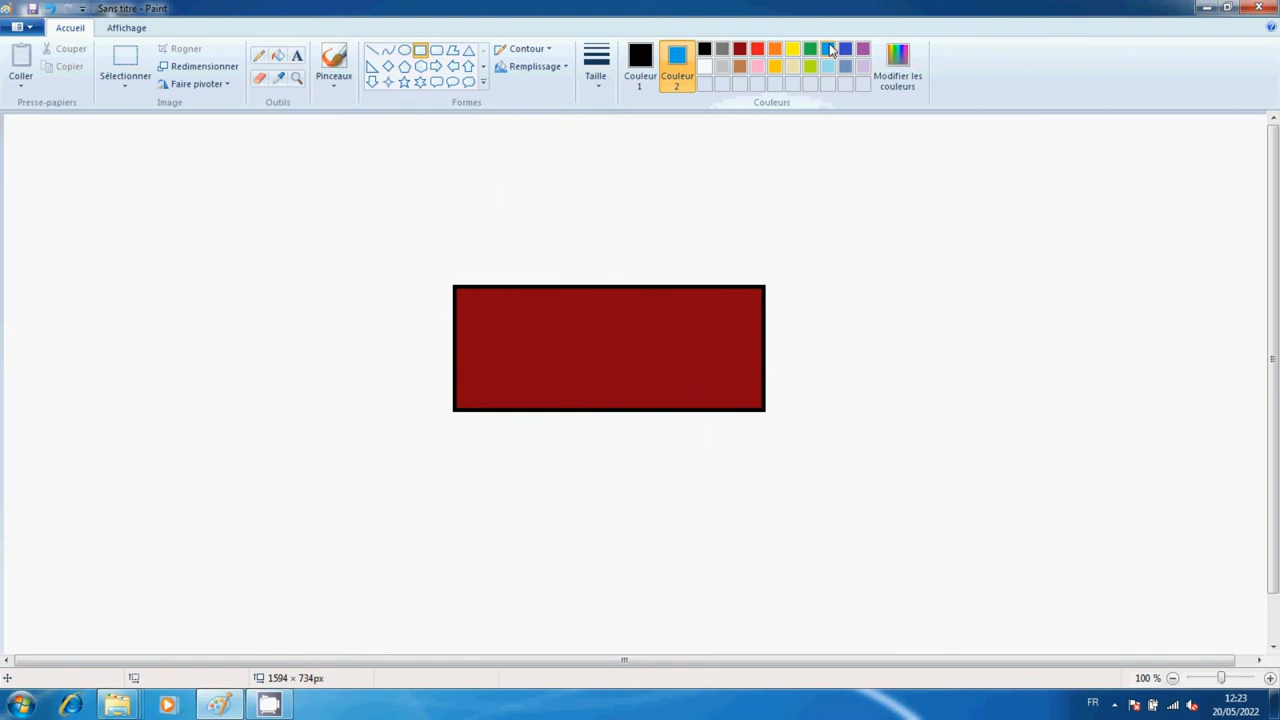 Sans titre - Paint
Accueil
Affichage
Coller
Couper
Copier
Presse-papiers
Sélectionner
Rogner
Redimensionner
Faire pivoter
Image
A
Outils
Pinceaux
Contour
Remplissage
Formes
Taille
Couleur
1
Couleur
2
Modifier les
couleurs
Couleurs
1594 × 734px
100 %
FR
12:23
20/05/2022